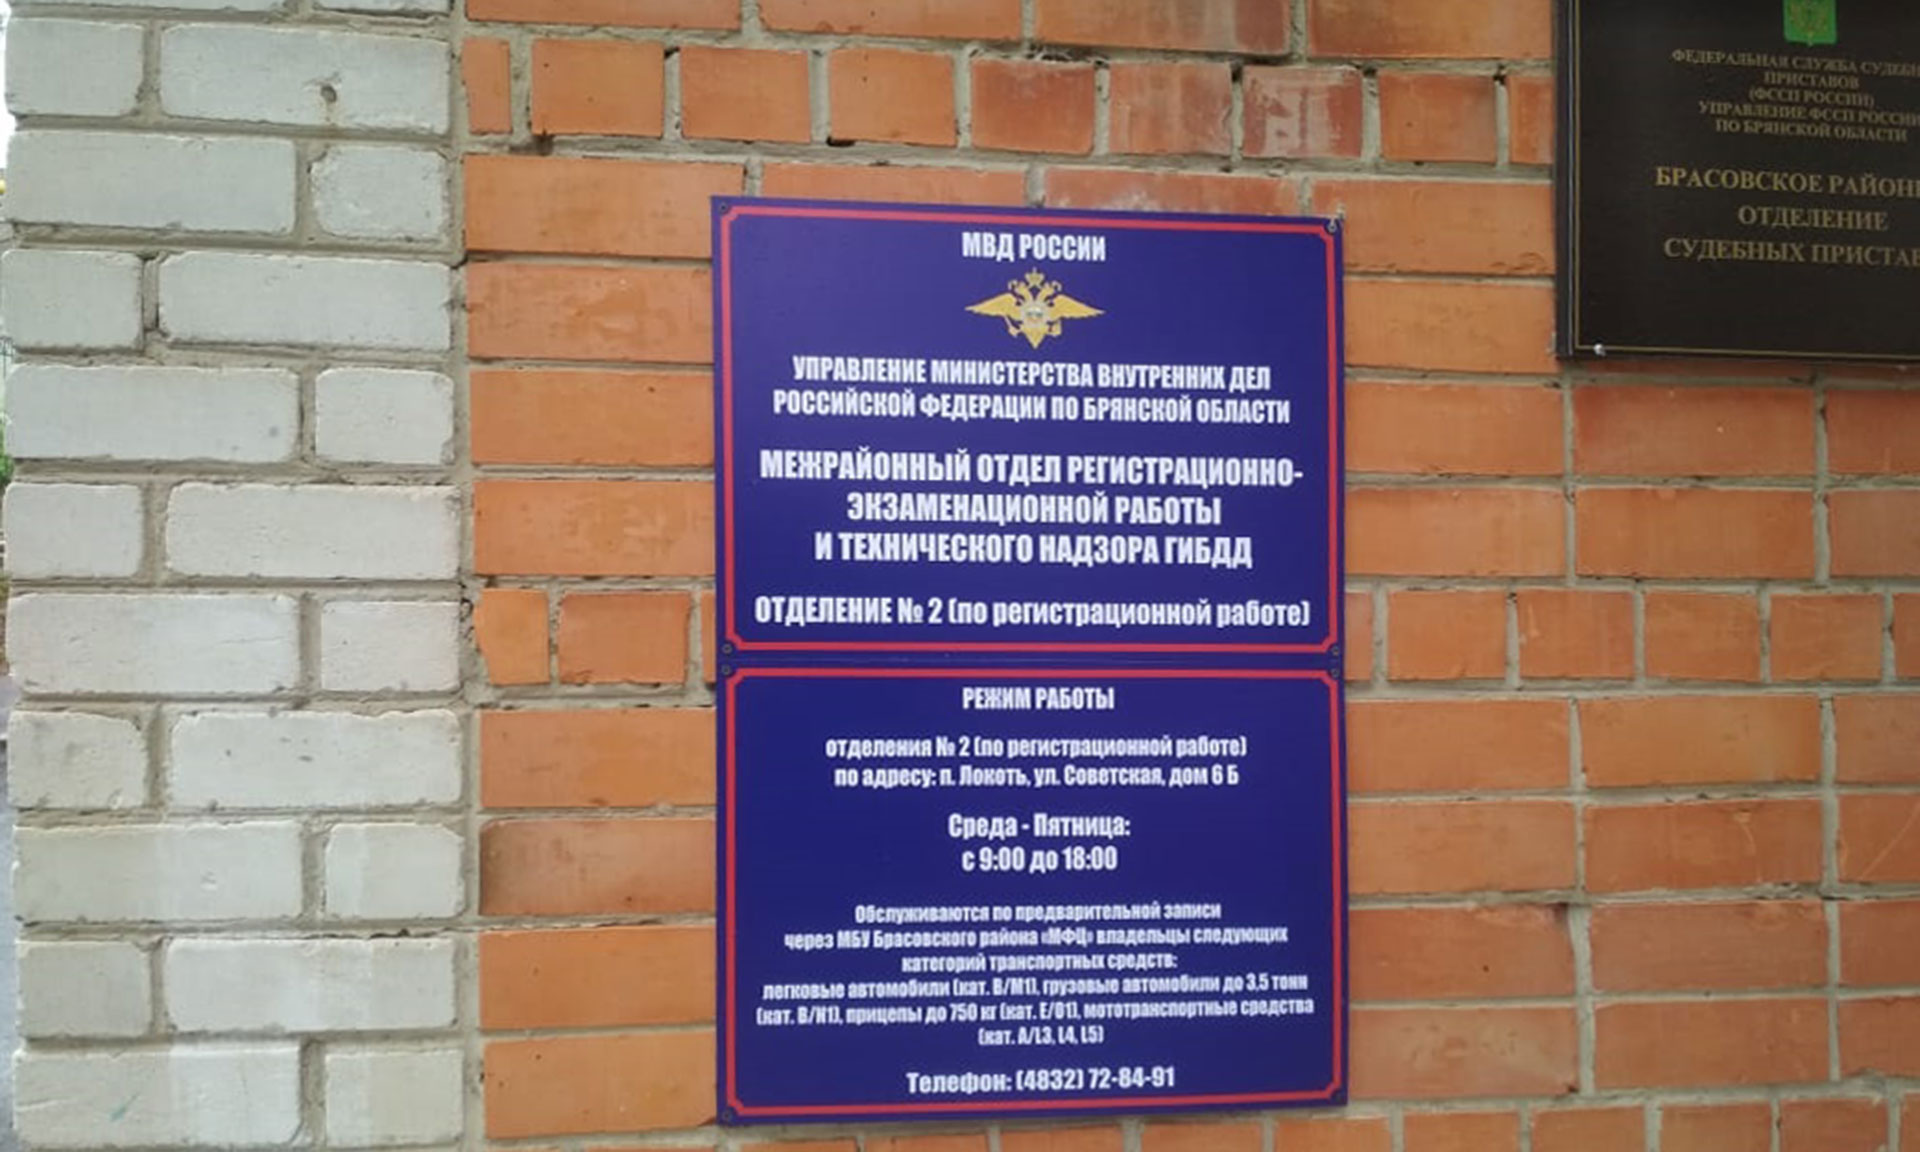 МВД РОССИИ
УПРАВЛЕНИЕ МИНИСТЕРСТВА ВНУТРЕННИХ ДЕЛ
РОССИЙСКОЙ ФЕДЕРАЦИИ ПО БРЯНСКОЙ ОБЛАСТИ
МЕЖРАЙОННЫЙ ОТДЕЛ РЕГИСТРАЦИОННО-
ЭКЗАМЕНАЦИОННОЙ РАБОТЫ
И ТЕХНИЧЕСКОГО НАДЗОРА ГИБДД
ОТДЕЛЕНИЕ № 2 (по регистрационной работе)
РЕЖИМ РАБОТЫ
отделения № 2 (по регистрационной работе)
по адресу: п. Локоть, ул. Советская, дом 6 Б
Среда - Пятница:
с 9:00 до 18:00
Обслуживаются по предварительной записи
через МБУ Брасовского района «МФЦ» владельцы следующих
категорий транспортных средств:
легковые автомобили (кат. B/M1), грузовые автомобили до 3,5 тонн
(кат. B/N1), прицепы до 750 кг (кат. E/O1), мототранспортные средства
(кат. A/L3, L4, L5)
Телефон: (4832) 72-84-91
ФЕДЕРАЛЬНАЯ СЛУЖБА СУДЕБН
ПРИСТАВОВ
(ФССП РОССИИ)
УПРАВЛЕНИЕ ФССП РОССИИ
ПО БРЯНСКОЙ ОБЛАСТИ
БРАСОВСКОЕ РАЙОН
ОТДЕЛЕНИЕ
СУДЕБНЫХ ПРИСТАВ